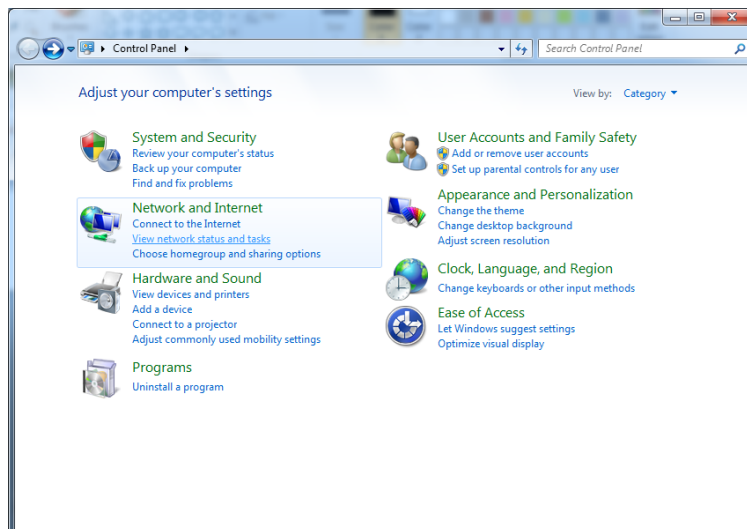 Control Panel
Search Control Panel
Adjust your computer's settings
View by: Category
System and Security
Review your computer's status
Back up your computer
Find and fix problems
Network and Internet
Connect to the Internet
View network status and tasks
Choose homegroup and sharing options
Hardware and Sound
View devices and printers
Add a device
Connect to a projector
Adjust commonly used mobility settings
Programs
Uninstall a program
User Accounts and Family Safety
Add or remove user accounts
Set up parental controls for any user
Appearance and Personalization
Change the theme
Change desktop background
Adjust screen resolution
Clock, Language, and Region
Change keyboards or other input methods
Ease of Access
Let Windows suggest settings
Optimize visual display